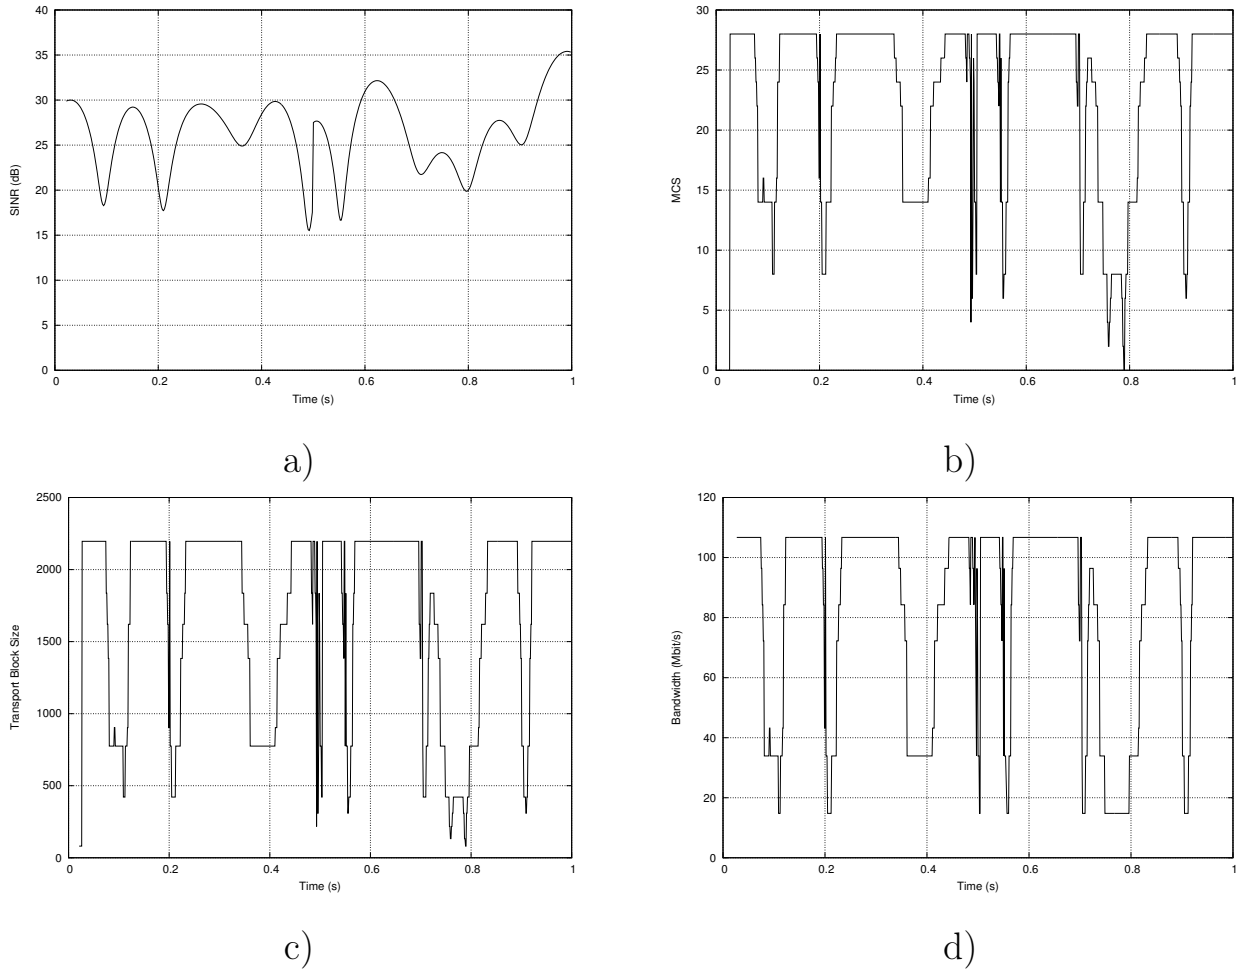 40
35
30
25
20
15
10
5
0
SINR (dB)
0 0.2 0.4 0.6 0.8 1
Time (s)
a)
30
25
20
15
10
5
0
MCS
0 0.2 0.4 0.6 0.8 1
Time (s)
b)
2500
2000
1500
1000
500
0
Transport Block Size
0 0.2 0.4 0.6 0.8 1
Time (s)
c)
120
100
80
60
40
20
0
Bandwidth (Mbit/s)
0 0.2 0.4 0.6 0.8 1
Time (s)
d)